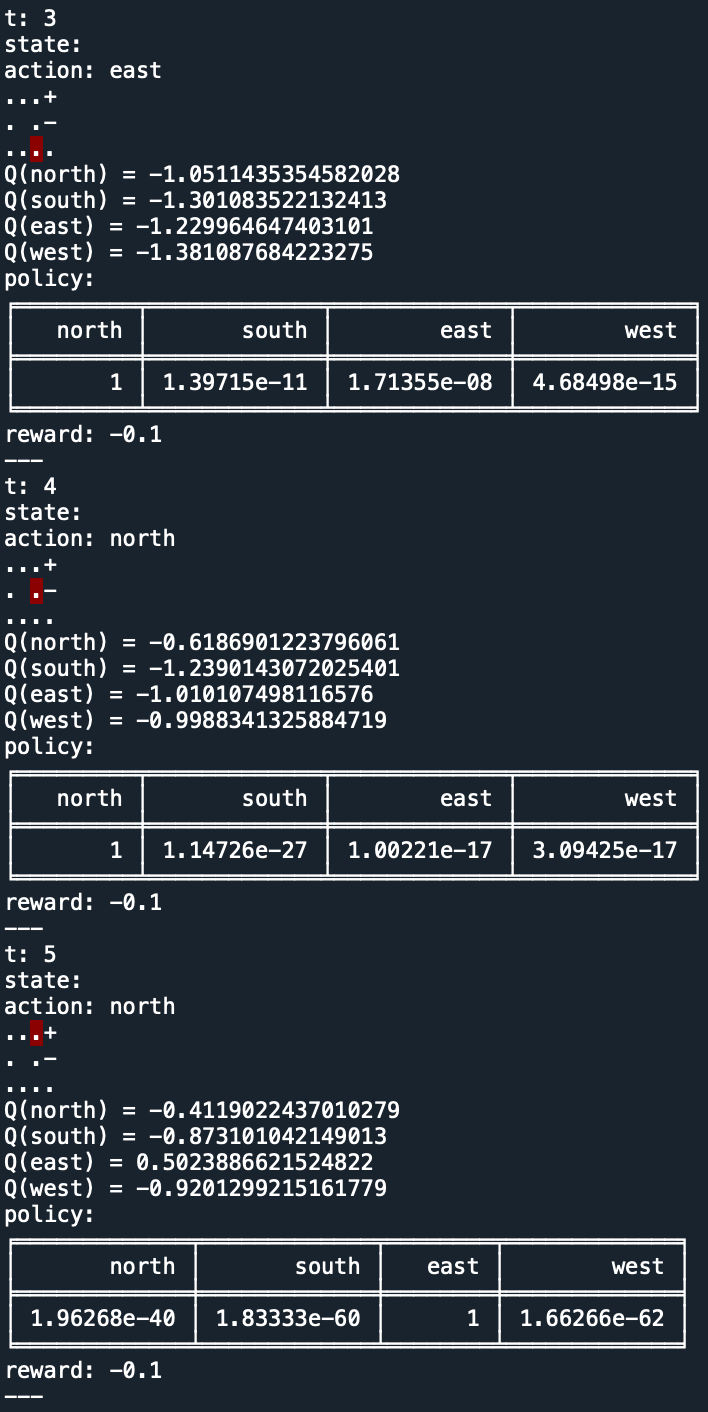 t: 3
state:
action: east
...+
. .-
....
Q(north) = -1.0511435354582028
Q(south) = -1.301083522132413
Q(east) = -1.229964647403101
Q(west) = -1.381087684223275
policy:
north south east west
1 1.39715e-11 1.71355e-08 4.68498e-15
reward: -0.1
---
t: 4
state:
action: north
...+
. .-
....
Q(north) = -0.6186901223796061
Q(south) = -1.2390143072025401
Q(east) = -1.010107498116576
Q(west) = -0.9988341325884719
policy:
north south east west
1 1.14726e-27 1.00221e-17 3.09425e-17
reward: -0.1
---
t: 5
state:
action: north
...+
. .-
....
Q(north) = -0.4119022437010279
Q(south) = -0.873101042149013
Q(east) = 0.5023886621524822
Q(west) = -0.9201299215161779
policy:
north south east west
1.96268e-40 1.83333e-60 1 1.66266e-62
reward: -0.1
---